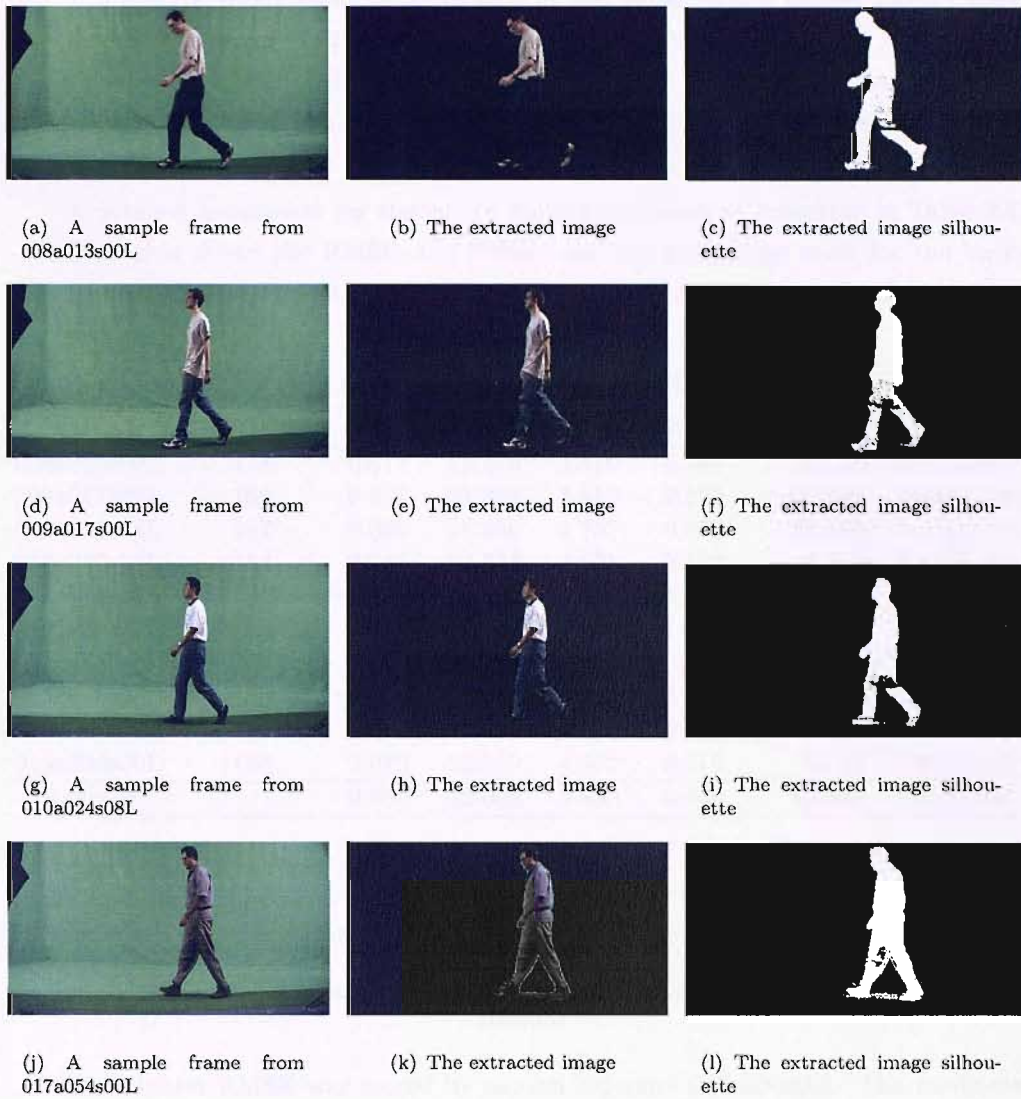 (a) A sample frame from
008a013s00L
(b) The extracted image
(c) The extracted image silhou-
ette
(d) A sample frame from
009a017s00L
(e) The extracted image
(f) The extracted image silhou-
ette
(g) A sample frame from
010a024s08L
(h) The extracted image
(i) The extracted image silhou-
ette
(j) A sample frame from
017a054s00L
(k) The extracted image
(l) The extracted image silhou-
ette